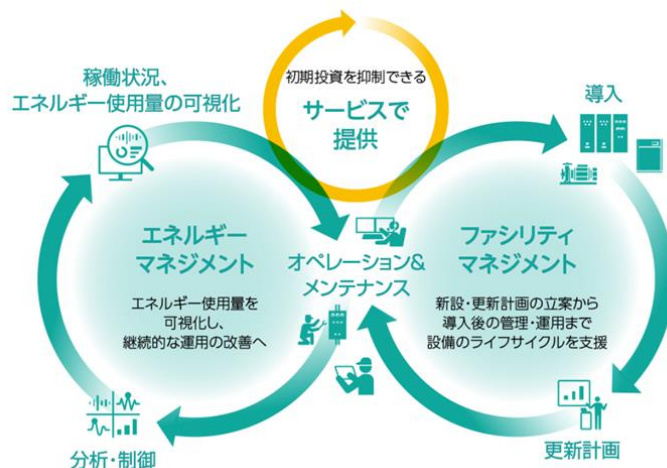 初期投資を抑制できる
サービスで
提供
稼働状況、
エネルギー使用量の可視化
導入
エネルギー
マネジメント
エネルギー使用量を
可視化し、
継続的な運用の改善へ
オペレーション&
メンテナンス
ファシリティ
マネジメント
新設・更新計画の立案から
導入後の管理・運用まで
設備のライフサイクルを支援
分析・制御
更新計画